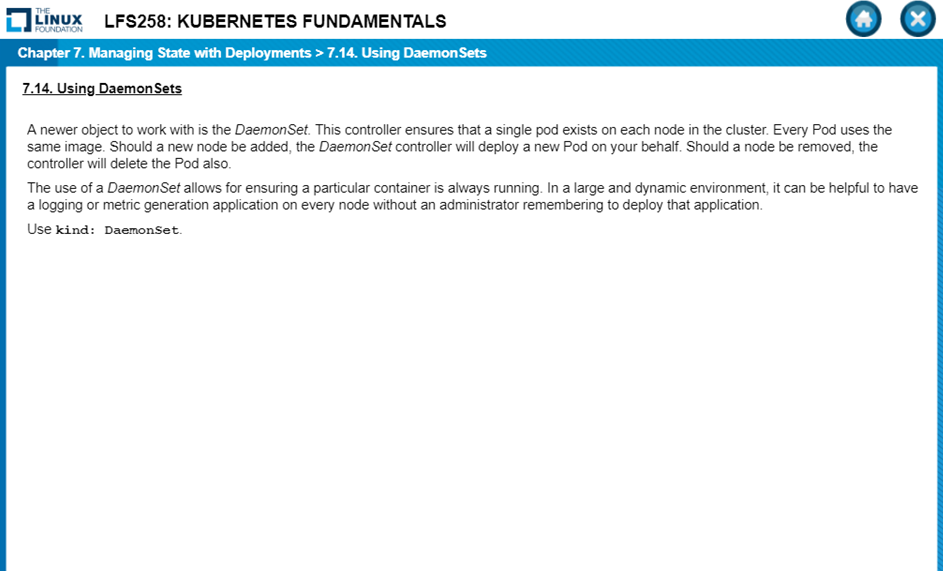 THE
LINUX
FOUNDATION
LFS258: KUBERNETES FUNDAMENTALS
Chapter 7. Managing State with Deployments > 7.14. Using DaemonSets
7.14. Using DaemonSets
A newer object to work with is the DaemonSet. This controller ensures that a single pod exists on each node in the cluster. Every Pod uses the
same image. Should a new node be added, the DaemonSet controller will deploy a new Pod on your behalf. Should a node be removed, the
controller will delete the Pod also.
The use of a DaemonSet allows for ensuring a particular container is always running. In a large and dynamic environment, it can be helpful to have
a logging or metric generation application on every node without an administrator remembering to deploy that application.
Use kind: DaemonSet.